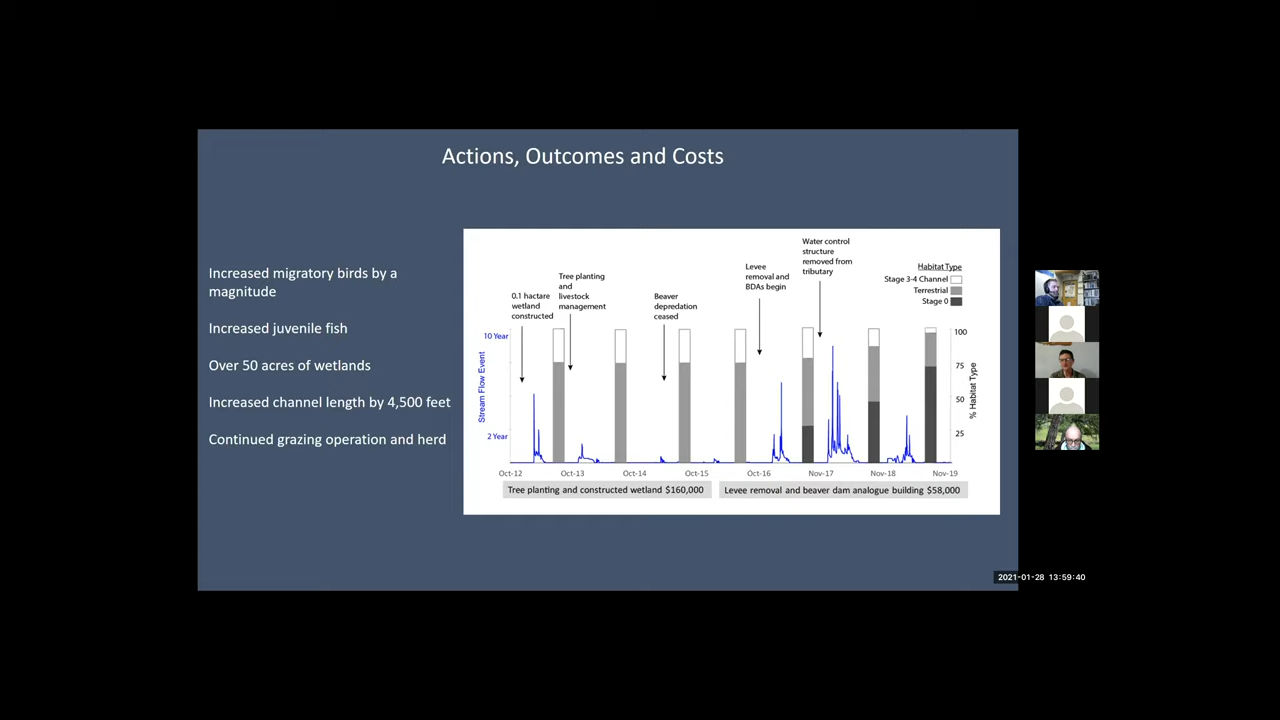 Actions, Outcomes and Costs
Increased migratory birds by a
magnitude
Increased juvenile fish
Over 50 acres of wetlands
Increased channel length by 4,500 feet
Continued grazing operation and herd
0.1 hactare
wetland
constructed
Tree planting
and
livestock
management
Beaver
depredation
ceased
Levee
removal and
BDAs begin
Water control
structure
removed from
tributary
Habitat Type
Stage 3-4 Channel
Terrestrial
Stage 0
10 Year
2 Year
Stream Flow Event
100
75
50
25
% Habitat Type
Oct-12 Oct-13 Oct-14 Oct-15 Oct-16 Nov-17 Nov-18 Nov-19
Tree planting and constructed wetland $160,000
Levee removal and beaver dam analogue building $58,000
2021-01-28 13:59:40